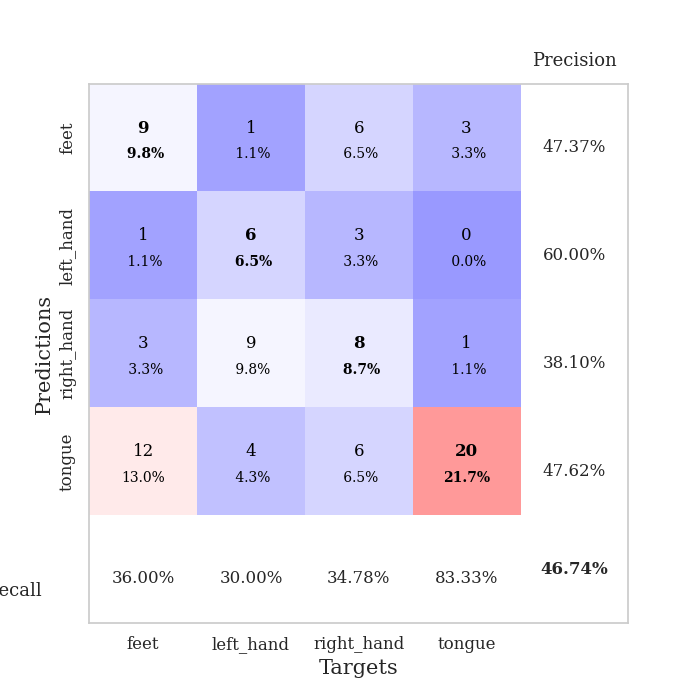 Precision
feet 9 1 6 3 47.37%
9.8% 1.1% 6.5% 3.3%
left_hand 1 6 3 0 60.00%
1.1% 6.5% 3.3% 0.0%
Predictions
right_hand 3 9 8 1 38.10%
3.3% 9.8% 8.7% 1.1%
tongue 12 4 6 20 47.62%
13.0% 4.3% 6.5% 21.7%
ecall 36.00% 30.00% 34.78% 83.33% 46.74%
feet left_hand right_hand tongue
Targets